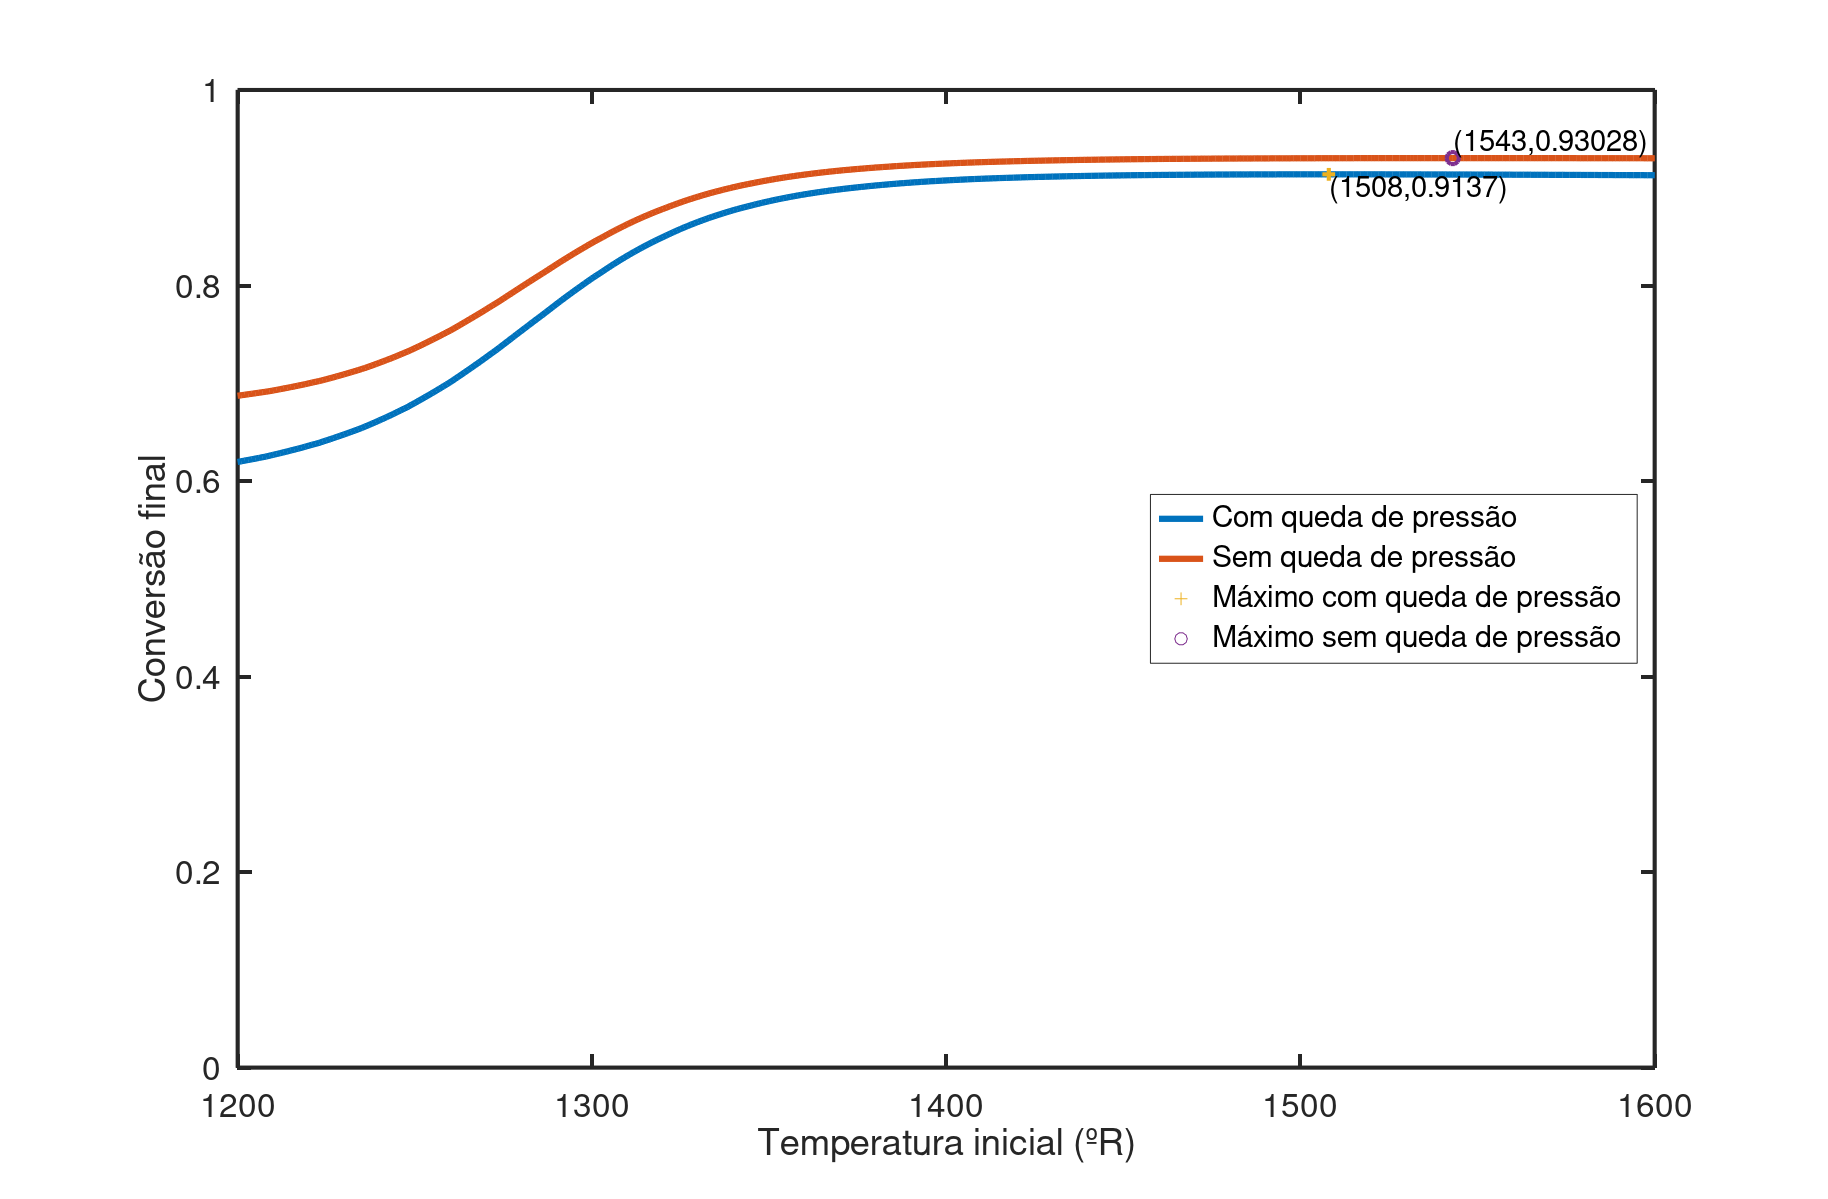 1
0.8
0.6
0.4
0.2
0
Conversão final
(1543,0.93028)
(1508,0.9137)
Com queda de pressão
Sem queda de pressão
Máximo com queda de pressão
Máximo sem queda de pressão
1200 1300 1400 1500 1600
Temperatura inicial (ºR)